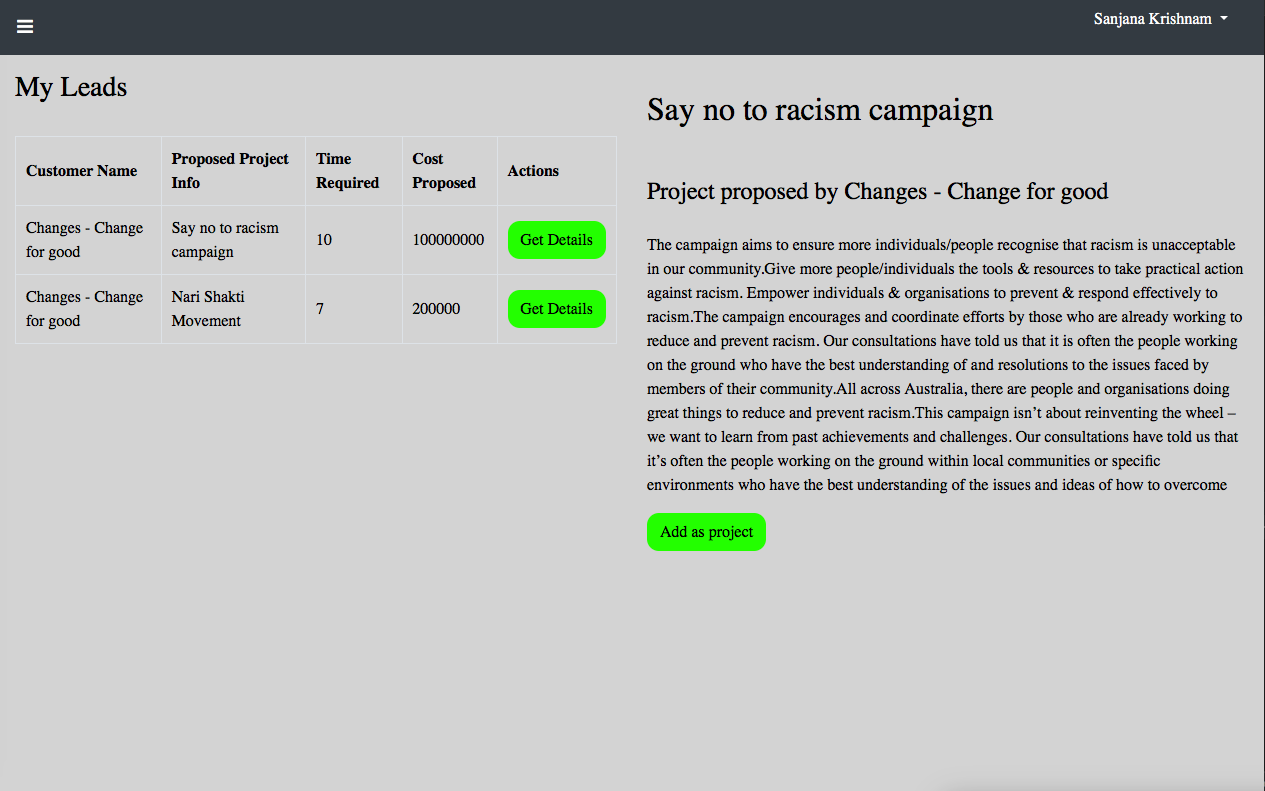 Sanjana Krishnam
My Leads
Customer Name
Proposed Project
Info
Time
Required
Cost
Proposed
Actions
Changes - Change
for good
Say no to racism
campaign
10
100000000
Get Details
Changes - Change
for good
Nari Shakti
Movement
7
200000
Get Details
Say no to racism campaign
Project proposed by Changes - Change for good
The campaign aims to ensure more individuals/people recognise that racism is unacceptable
in our community.Give more people/individuals the tools & resources to take practical action
against racism. Empower individuals & organisations to prevent & respond effectively to
racism.The campaign encourages and coordinate efforts by those who are already working to
reduce and prevent racism. Our consultations have told us that it is often the people working
on the ground who have the best understanding of and resolutions to the issues faced by
members of their community.All across Australia, there are people and organisations doing
great things to reduce and prevent racism.This campaign isn’t about reinventing the wheel –
we want to learn from past achievements and challenges. Our consultations have told us that
it’s often the people working on the ground within local communities or specific
environments who have the best understanding of the issues and ideas of how to overcome
Add as project